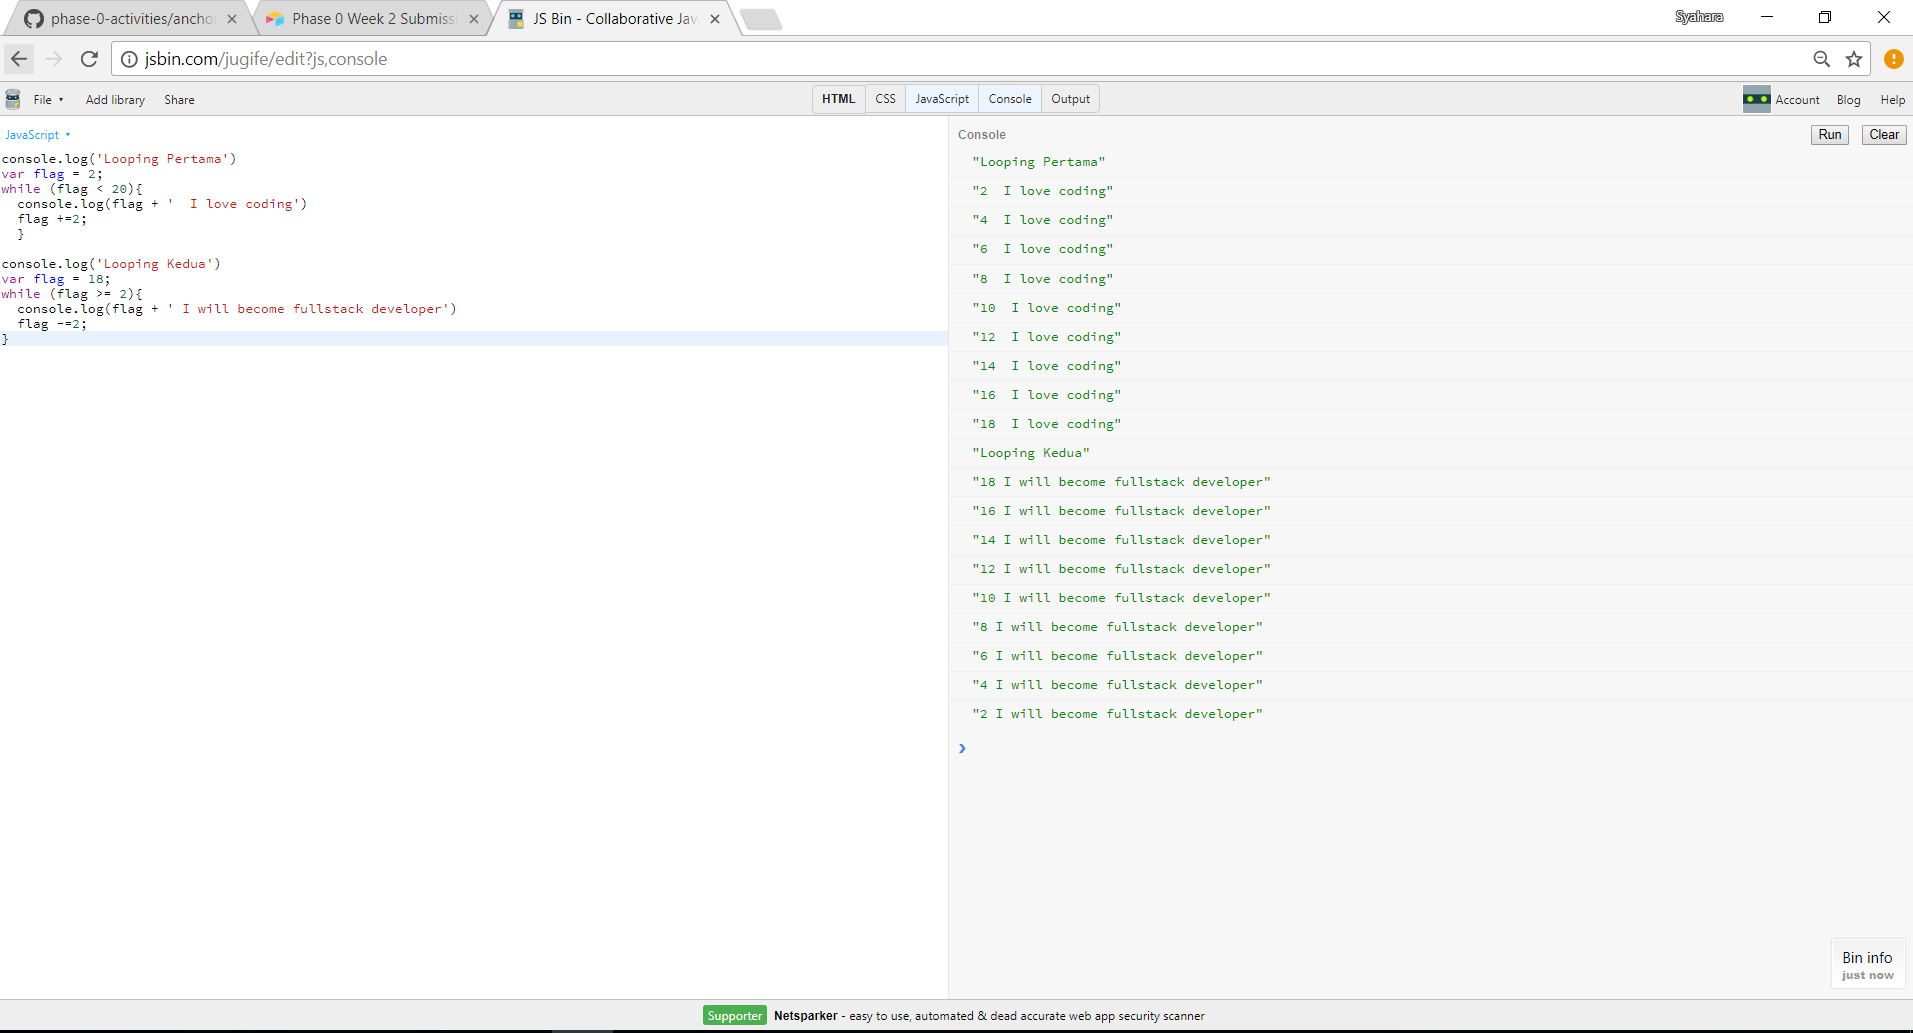 phase-0-activities/ancho
Phase 0 Week 2 Submiss
JS Bin - Collaborative Jav
Syahara
jsbin.com/jugife/edit?js,console
File
Add library
Share
HTML
CSS
JavaScript
Console
Output
Account
Blog
Help
JavaScript
console.log('Looping Pertama')
var flag = 2;
while (flag < 20){
  console.log(flag + '  I love coding')
  flag +=2;
  }
console.log('Looping Kedua')
var flag = 18;
while (flag >= 2){
  console.log(flag + ' I will become fullstack developer')
  flag -=2;
}
Console
Run
Clear
"Looping Pertama"
"2  I love coding"
"4  I love coding"
"6  I love coding"
"8  I love coding"
"10  I love coding"
"12  I love coding"
"14  I love coding"
"16  I love coding"
"18  I love coding"
"Looping Kedua"
"18 I will become fullstack developer"
"16 I will become fullstack developer"
"14 I will become fullstack developer"
"12 I will become fullstack developer"
"10 I will become fullstack developer"
"8 I will become fullstack developer"
"6 I will become fullstack developer"
"4 I will become fullstack developer"
"2 I will become fullstack developer"
Bin info
just now
Supporter Netsparker - easy to use, automated & dead accurate web app security scanner